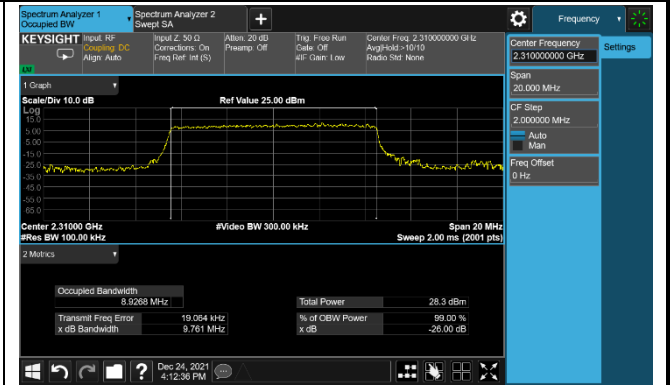 Spectrum Analyzer 1
Occupied BW
Spectrum Analyzer 2
Swept SA
+
Frequency
KEYSIGHT
Input: RF
Coupling: DC
Align: Auto
Input Z: 50 Ω
Corrections: On
Freq Ref: Int (S)
Atten: 20 dB
Preamp: Off
Trig: Free Run
Gate: Off
#IF Gain: Low
Center Freq: 2.310000000 GHz
Avg|Hold:>10/10
Radio Std: None
LXI
Center Frequency
2.310000000 GHz
Settings
Span
20.000 MHz
CF Step
2.000000 MHz
Auto
Man
Freq Offset
0 Hz
1 Graph
Scale/Div 10.0 dB
Ref Value 25.00 dBm
Log
15.0
5.00
-5.00
-15.0
-25.0
-35.0
-45.0
-55.0
-65.0
Center 2.31000 GHz
#Video BW 300.00 kHz
Span 20 MHz
#Res BW 100.00 kHz
Sweep 2.00 ms (2001 pts)
2 Metrics
Occupied Bandwidth
8.9268 MHz
Total Power
28.3 dBm
Transmit Freq Error
19.064 kHz
% of OBW Power
99.00 %
x dB Bandwidth
9.761 MHz
x dB
-26.00 dB
?
Dec 24, 2021
4:12:36 PM